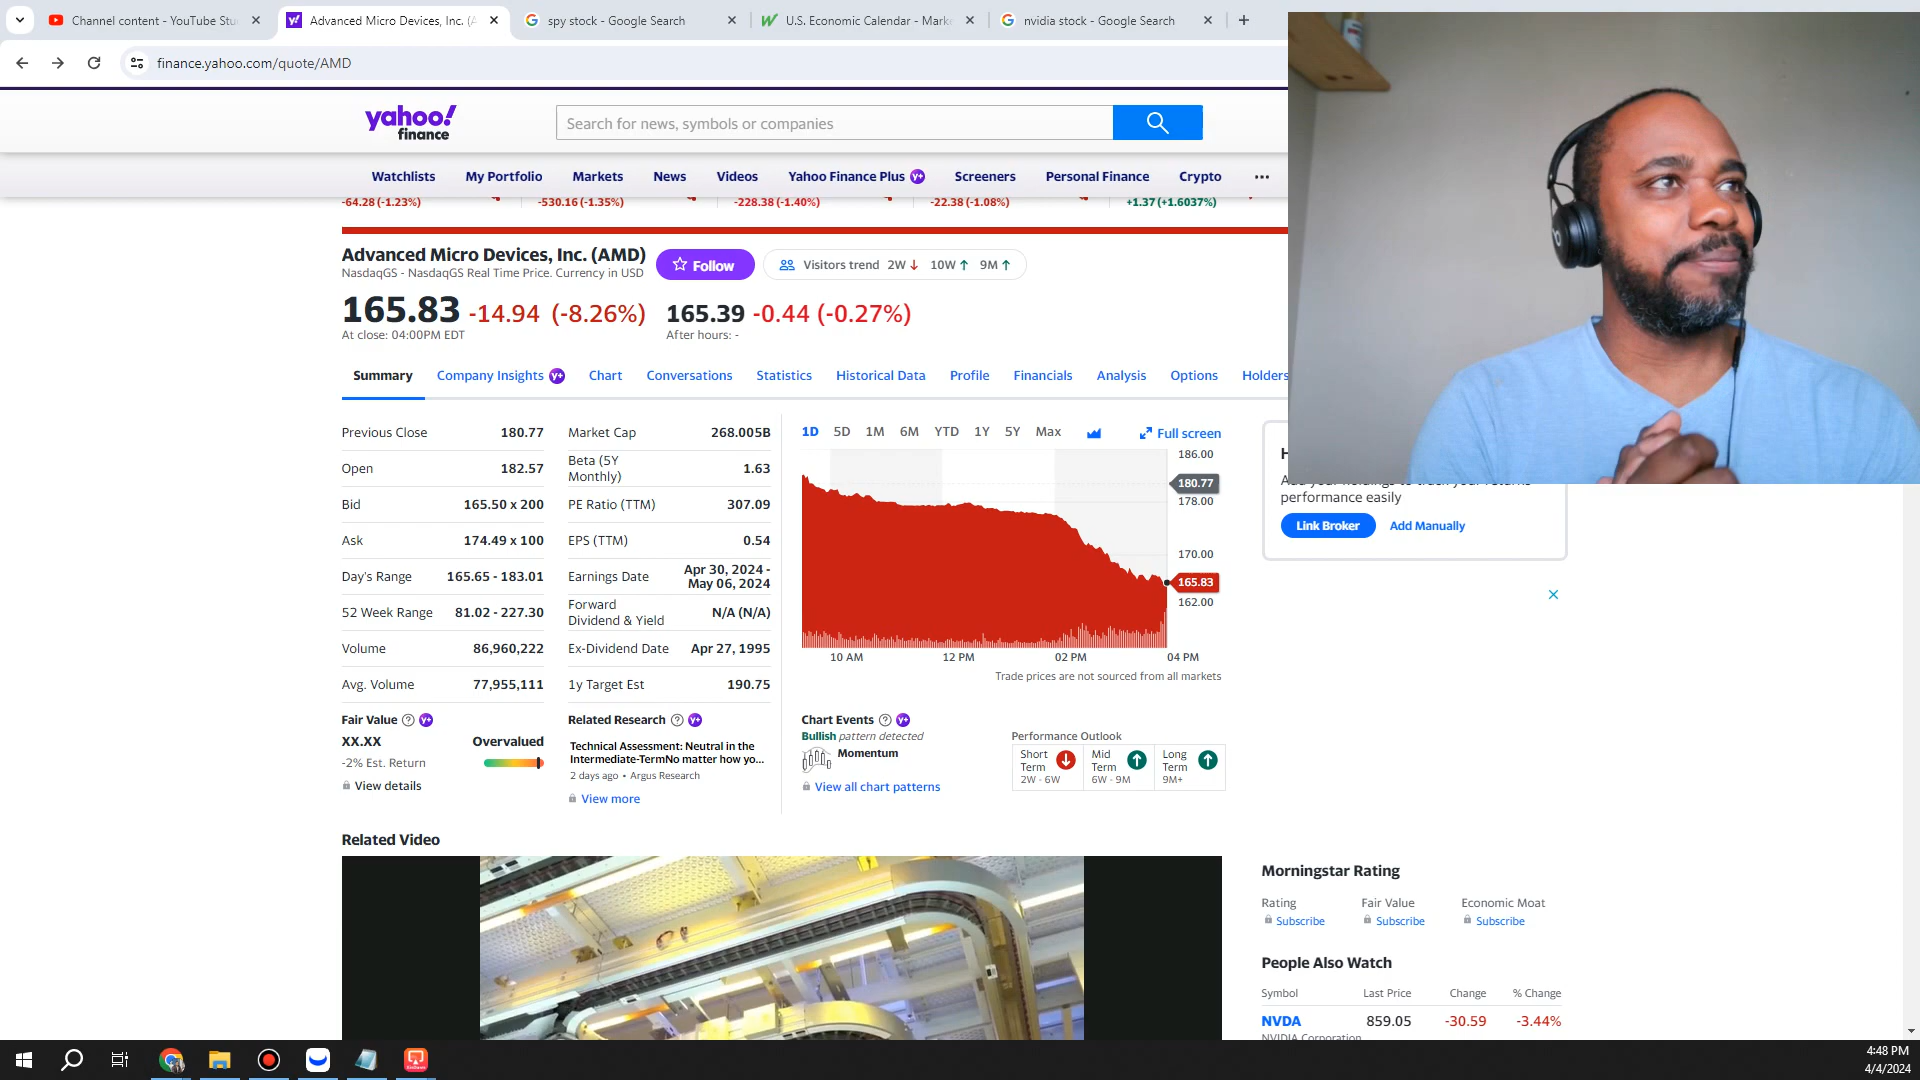 Channel content - YouTube Stu
Advanced Micro Devices, Inc. (A
spy stock - Google Search
U.S. Economic Calendar - Marke
nvidia stock - Google Search
finance.yahoo.com/quote/AMD
yahoo!
finance
Search for news, symbols or companies
Watchlists My Portfolio Markets News Videos Yahoo Finance Plus y+ Screeners Personal Finance Crypto ...
-64.28 (-1.23%) -530.16 (-1.35%) -228.38 (-1.40%) -22.38 (-1.08%) +1.37 (+1.6037%)
Advanced Micro Devices, Inc. (AMD)
NasdaqGS - NasdaqGS Real Time Price. Currency in USD
Follow
Visitors trend 2W 10W 9M
165.83 -14.94 (-8.26%) 165.39 -0.44 (-0.27%)
At close: 04:00PM EDT After hours: -
Summary Company Insights y+ Chart Conversations Statistics Historical Data Profile Financials Analysis Options Holders
Previous Close 180.77
Open 182.57
Bid 165.50 x 200
Ask 174.49 x 100
Day's Range 165.65 - 183.01
52 Week Range 81.02 - 227.30
Volume 86,960,222
Avg. Volume 77,955,111
Market Cap 268.005B
Beta (5Y
Monthly) 1.63
PE Ratio (TTM) 307.09
EPS (TTM) 0.54
Earnings Date Apr 30, 2024 -
May 06, 2024
Forward
Dividend & Yield N/A (N/A)
Ex-Dividend Date Apr 27, 1995
1y Target Est 190.75
1D 5D 1M 6M YTD 1Y 5Y Max Full screen
186.00
180.77
178.00
170.00
165.83
162.00
10 AM 12 PM 02 PM 04 PM
Trade prices are not sourced from all markets
Fair Value ? y+
XX.XX Overvalued
-2% Est. Return
View details
Related Research ? y+
Technical Assessment: Neutral in the
Intermediate-TermNo matter how yo...
2 days ago • Argus Research
View more
Chart Events ? y+
Bullish pattern detected
Momentum
View all chart patterns
Performance Outlook
Short
Term
2W - 6W
Mid
Term
6W - 9M
Long
Term
9M+
performance easily
Link Broker Add Manually
Related Video
Morningstar Rating
Rating Fair Value Economic Moat
Subscribe Subscribe Subscribe
People Also Watch
Symbol Last Price Change % Change
NVDA 859.05 -30.59 -3.44%
NVIDIA Corporation
4:48 PM
4/4/2024